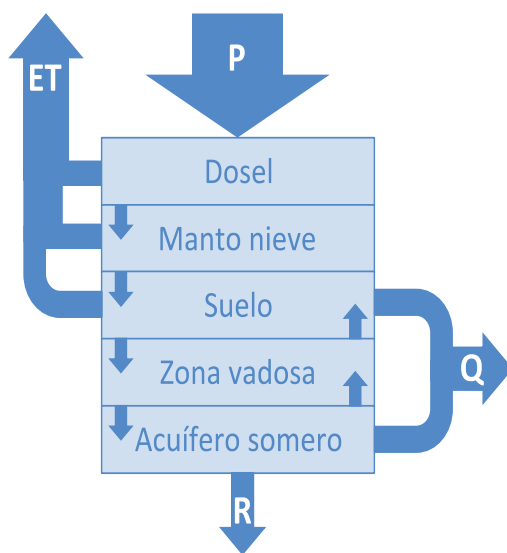 P
ET
Dosel
Manto nieve
Suelo
Zona vadosa
Q
Acuífero somero
R